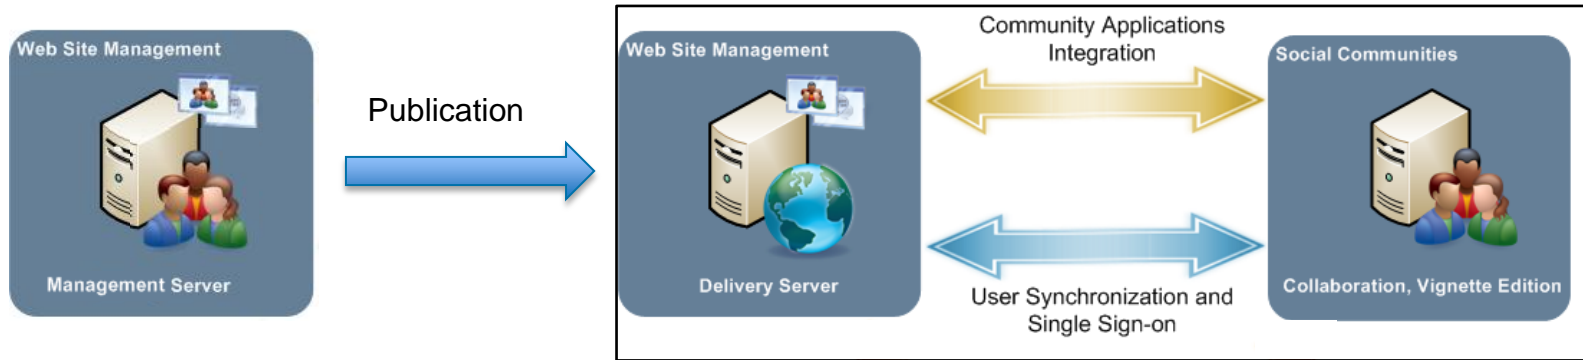 Web Site Management
Management Server
Publication
Web Site Management
Delivery Server
Community Applications
Integration
User Synchronization and
Single Sign-on
Social Communities
Collaboration, Vignette Edition